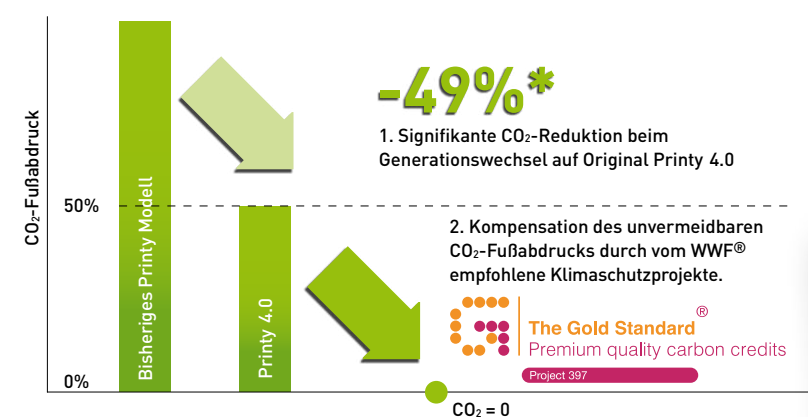 -49%*
1. Signifikante CO₂-Reduktion beim
Generationswechsel auf Original Printy 4.0
CO₂-Fußabdruck
Bisheriges Printy Modell
50%
Printy 4.0
2. Kompensation des unvermeidbaren
CO₂-Fußabdrucks durch vom WWF®
empfohlene Klimaschutzprojekte.
The Gold Standard®
Premium quality carbon credits
Project 397
0%
CO₂ = 0